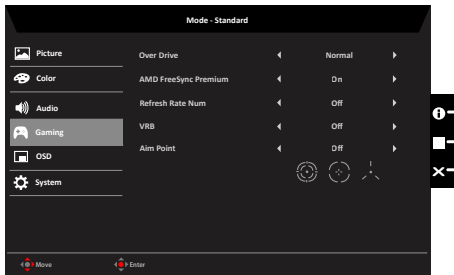 Mode - Standard
Picture
Color
Audio
Gaming
OSD
System
Over Drive Normal
AMD FreeSync Premium On
Refresh Rate Num Off
VRB Off
Aim Point Off
Move Enter